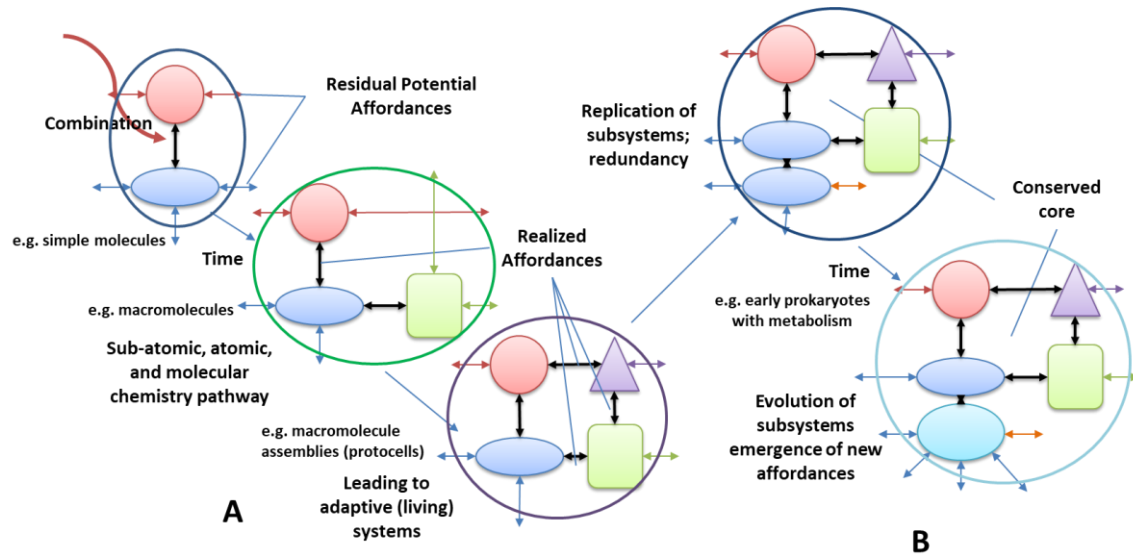 Combination
Residual Potential
Affordances
e.g. simple molecules
Time
Realized
Affordances
e.g. macromolecules
Sub-atomic, atomic,
and molecular
chemistry pathway
e.g. macromolecule
assemblies (protocells)
Leading to
adaptive (living)
systems
A
Replication of
subsystems;
redundancy
Conserved
core
Time
e.g. early prokaryotes
with metabolism
Evolution of
subsystems
emergence of new
affordances
B